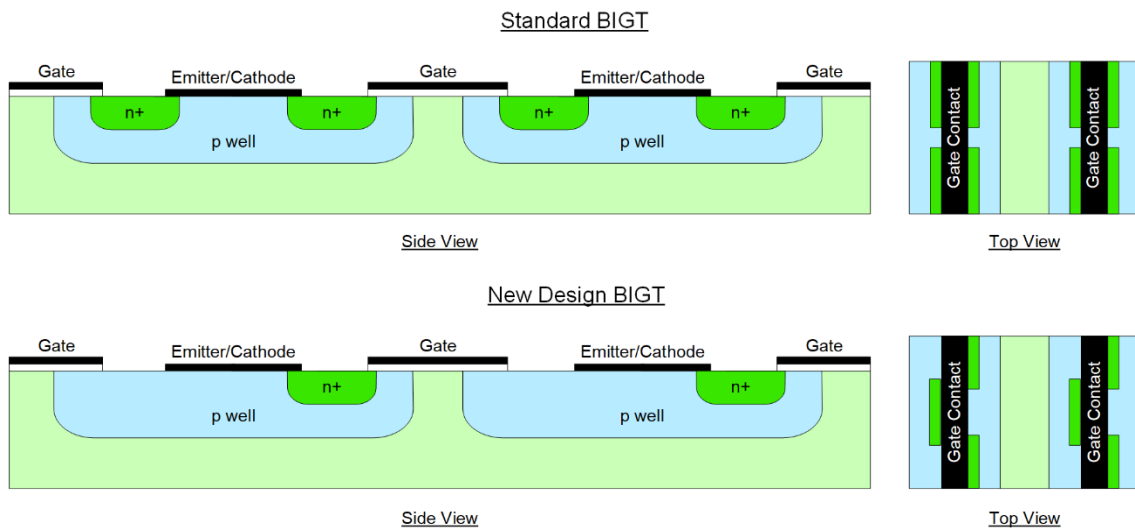 Standard BIGT
Gate
Emitter/Cathode
Gate
Emitter/Cathode
Gate
n+
n+
n+
n+
p well
p well
Side View
Gate Contact
Gate Contact
Top View
New Design BIGT
Gate
Emitter/Cathode
Gate
Emitter/Cathode
Gate
n+
n+
p well
p well
Side View
Gate Contact
Gate Contact
Top View